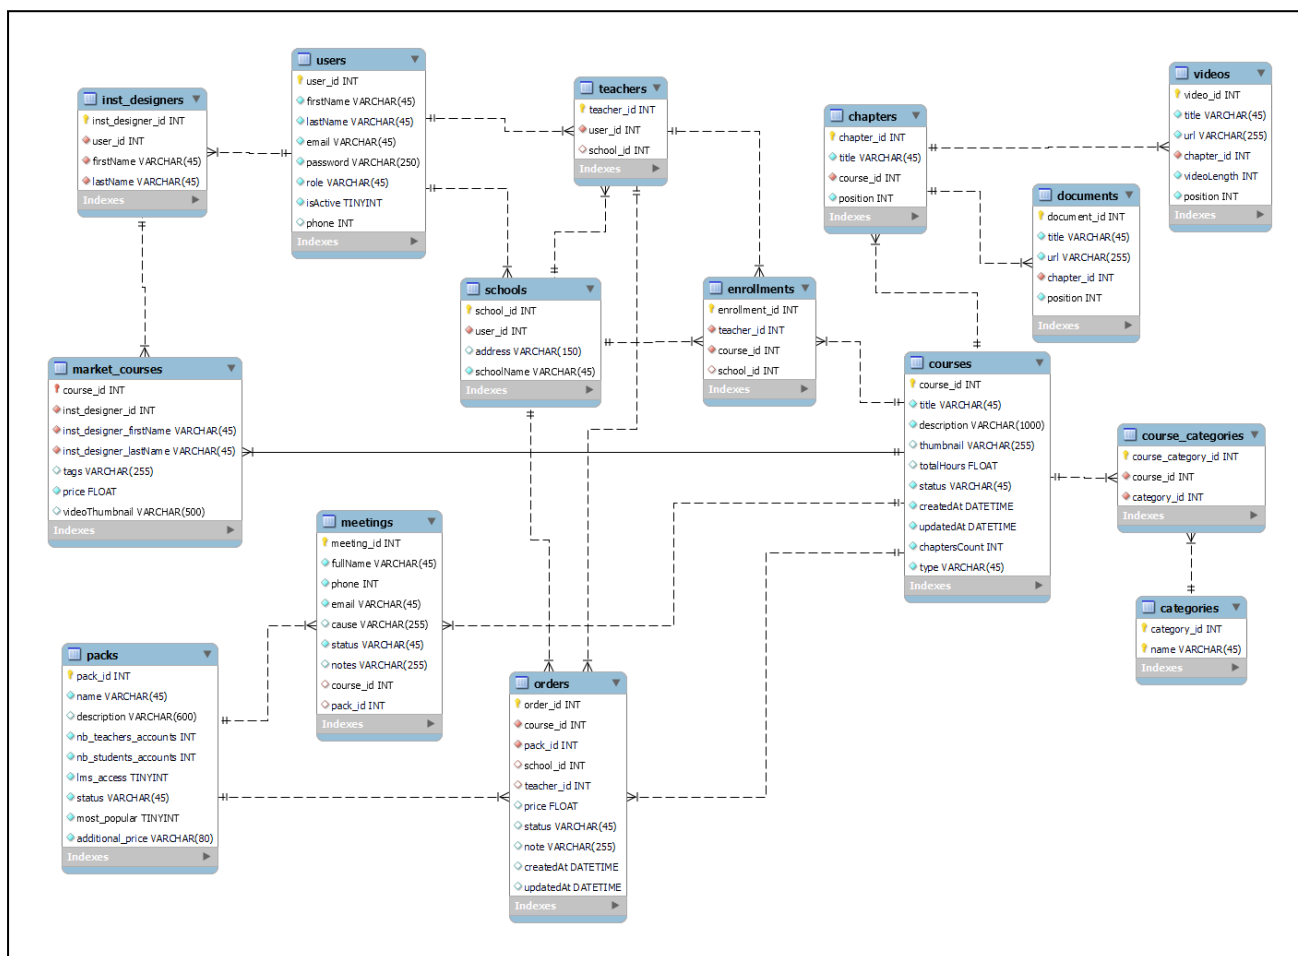 users
user_id INT
firstName VARCHAR(45)
lastName VARCHAR(45)
email VARCHAR(45)
password VARCHAR(250)
role VARCHAR(45)
isActive TINYINT
phone INT
Indexes
inst_designers
inst_designer_id INT
user_id INT
firstName VARCHAR(45)
lastName VARCHAR(45)
Indexes
teachers
teacher_id INT
user_id INT
school_id INT
Indexes
chapters
chapter_id INT
title VARCHAR(45)
course_id INT
position INT
Indexes
videos
video_id INT
title VARCHAR(45)
url VARCHAR(255)
chapter_id INT
videoLength INT
position INT
Indexes
documents
document_id INT
title VARCHAR(45)
url VARCHAR(255)
chapter_id INT
position INT
Indexes
schools
school_id INT
user_id INT
address VARCHAR(150)
schoolName VARCHAR(45)
Indexes
enrollments
enrollment_id INT
teacher_id INT
course_id INT
school_id INT
Indexes
market_courses
course_id INT
inst_designer_id INT
inst_designer_firstName VARCHAR(45)
inst_designer_lastName VARCHAR(45)
tags VARCHAR(255)
price FLOAT
videoThumbnail VARCHAR(500)
Indexes
courses
course_id INT
title VARCHAR(45)
description VARCHAR(1000)
thumbnail VARCHAR(255)
totalHours FLOAT
status VARCHAR(45)
createdAt DATETIME
updatedAt DATETIME
chaptersCount INT
type VARCHAR(45)
Indexes
course_categories
course_category_id INT
course_id INT
category_id INT
Indexes
meetings
meeting_id INT
fullName VARCHAR(45)
phone INT
email VARCHAR(45)
cause VARCHAR(255)
status VARCHAR(45)
notes VARCHAR(255)
course_id INT
pack_id INT
Indexes
categories
category_id INT
name VARCHAR(45)
Indexes
packs
pack_id INT
name VARCHAR(45)
description VARCHAR(600)
nb_teachers_accounts INT
nb_students_accounts INT
lms_access TINYINT
status VARCHAR(45)
most_popular TINYINT
additional_price VARCHAR(80)
Indexes
orders
order_id INT
course_id INT
pack_id INT
school_id INT
teacher_id INT
price FLOAT
status VARCHAR(45)
note VARCHAR(255)
createdAt DATETIME
updatedAt DATETIME
Indexes